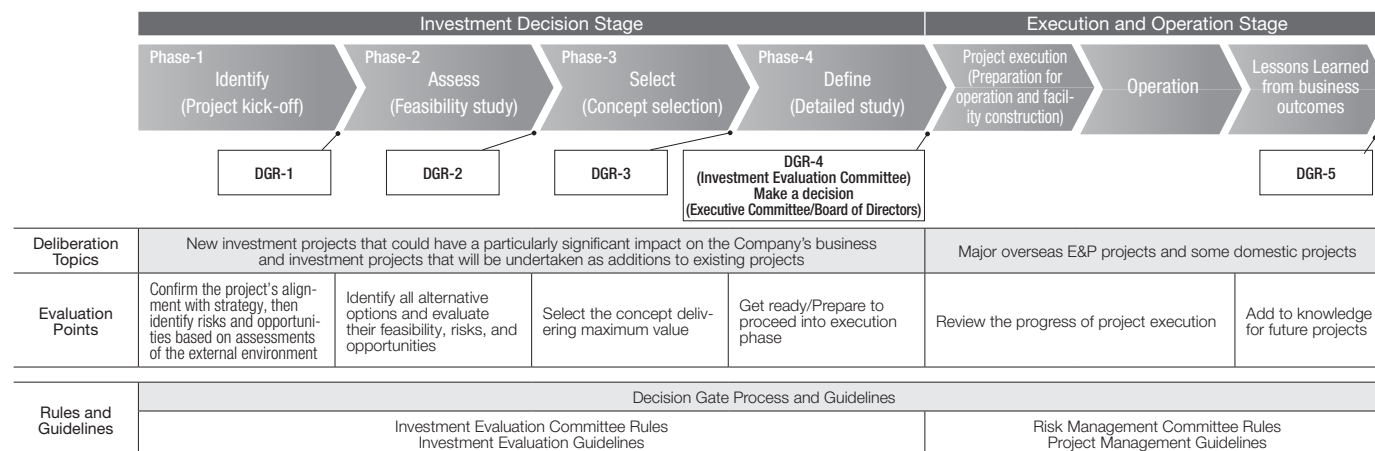 Investment Decision Stage
Execution and Operation Stage
Phase-1
Identify
(Project kick-off)
Phase-2
Assess
(Feasibility study)
Phase-3
Select
(Concept selection)
Phase-4
Define
(Detailed study)
Project execution
(Preparation for
operation and facil-
ity construction)
Operation
Lessons Learned
from business
outcomes
DGR-1
DGR-2
DGR-3
DGR-4
(Investment Evaluation Committee)
Make a decision
(Executive Committee/Board of Directors)
DGR-5
Deliberation
Topics
New investment projects that could have a particularly significant impact on the Company's business
and investment projects that will be undertaken as additions to existing projects
Major overseas E&P projects and some domestic projects
Evaluation
Points
Confirm the project's align-
ment with strategy, then
identify risks and opportuni-
ties based on assessments
of the external environment
Identify all alternative
options and evaluate
their feasibility, risks, and
opportunities
Select the concept deliv-
ering maximum value
Get ready/Prepare to
proceed into execution
phase
Review the progress of project execution
Add to knowledge
for future projects
Rules and
Guidelines
Decision Gate Process and Guidelines
Investment Evaluation Committee Rules
Investment Evaluation Guidelines
Risk Management Committee Rules
Project Management Guidelines